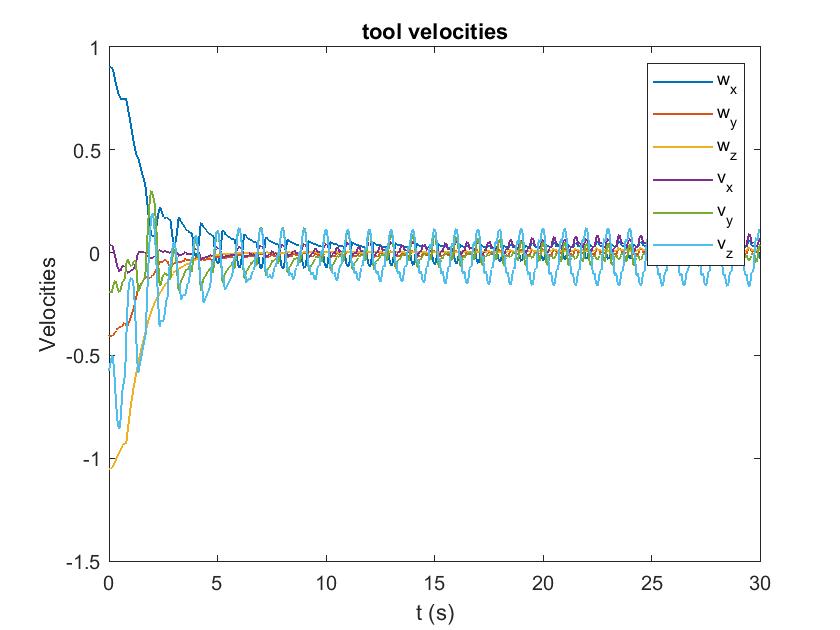 tool velocities
1
0.5
0
-0.5
-1
-1.5
Velocities
w_x
w_y
w_z
v_x
v_y
v_z
0 5 10 15 20 25 30
t (s)